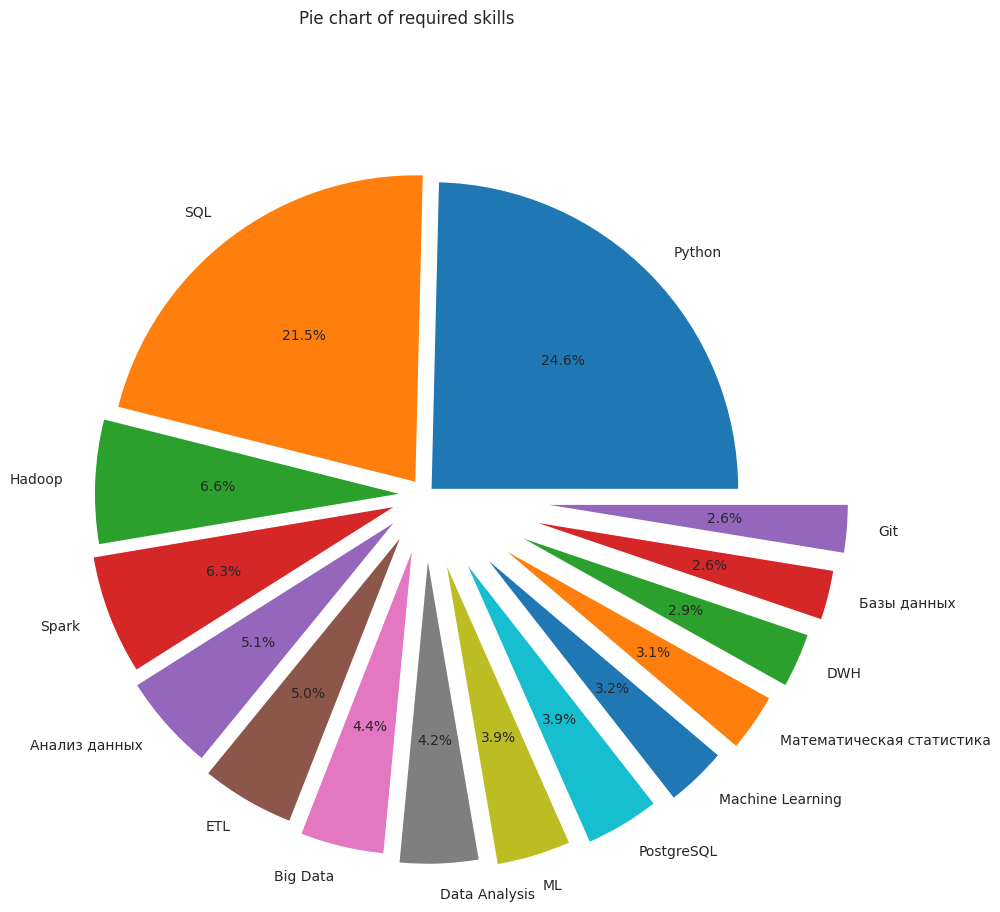 Pie chart of required skills
Python
24.6%
SQL
21.5%
Hadoop
6.6%
Spark
6.3%
Анализ данных
5.1%
ETL
5.0%
Big Data
4.4%
Data Analysis
4.2%
ML
3.9%
PostgreSQL
3.9%
Machine Learning
3.2%
Математическая статистика
3.1%
DWH
2.9%
Базы данных
2.6%
Git
2.6%